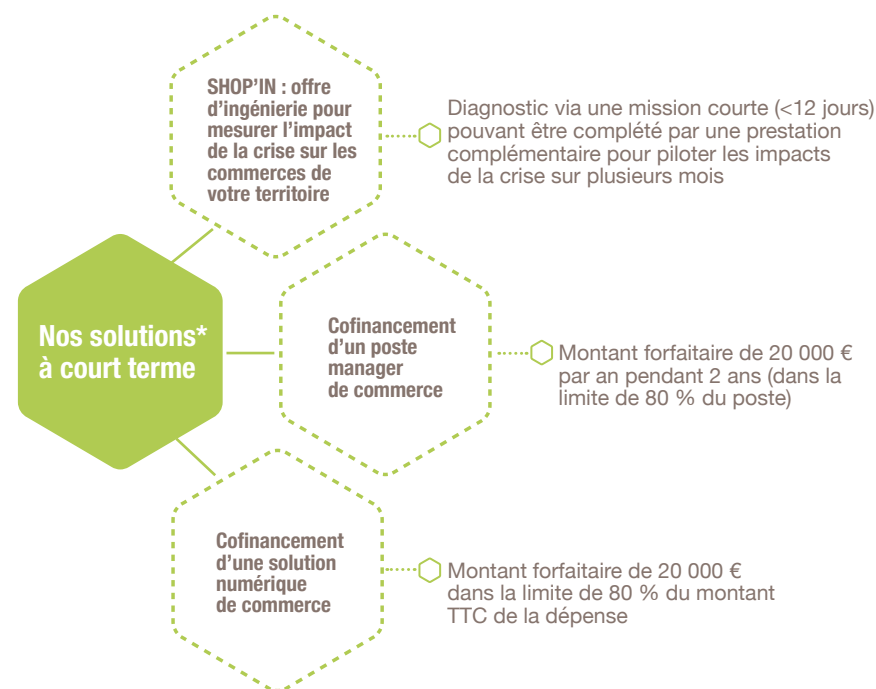 SHOP’IN : offre
d’ingénierie pour
mesurer l’impact
de la crise sur les
commerces de
votre territoire
Diagnostic via une mission courte (<12 jours)
pouvant être complété par une prestation
complémentaire pour piloter les impacts
de la crise sur plusieurs mois
Nos solutions*
à court terme
Cofinancement
d’un poste
manager
de commerce
Montant forfaitaire de 20 000 €
par an pendant 2 ans (dans la
limite de 80 % du poste)
Cofinancement
d’une solution
numérique
de commerce
Montant forfaitaire de 20 000 €
dans la limite de 80 % du montant
TTC de la dépense